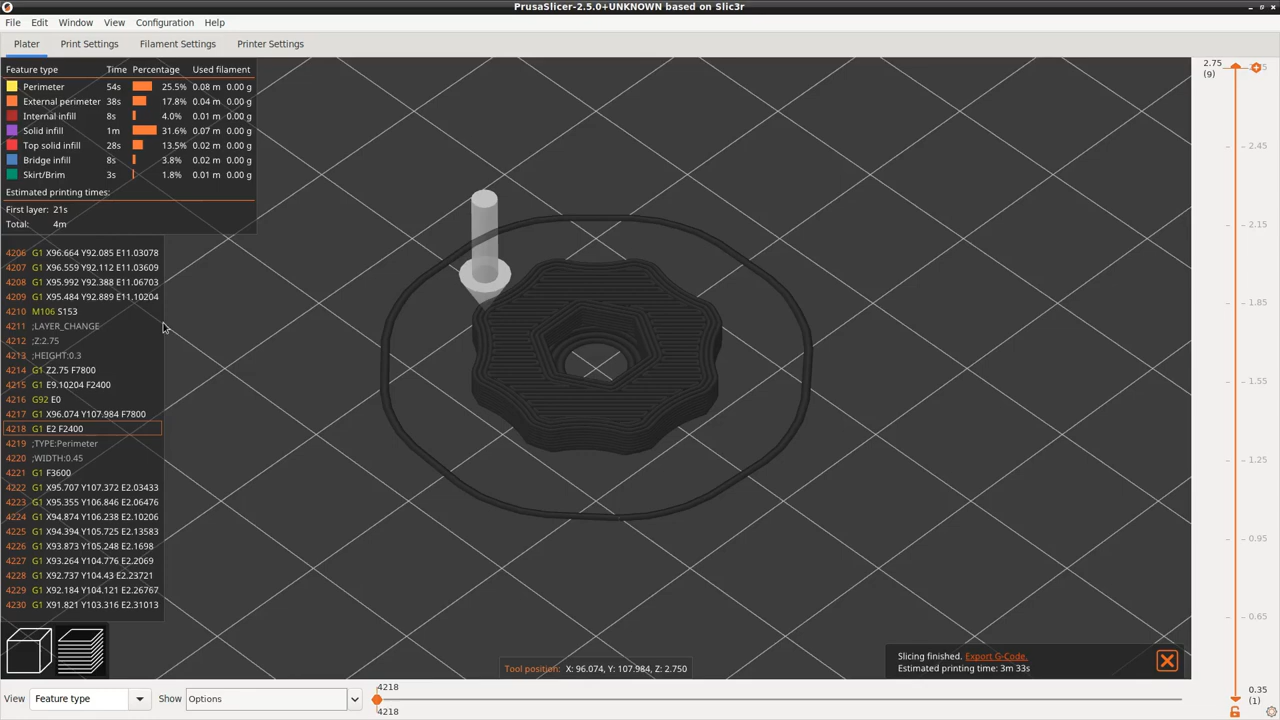 PrusaSlicer-2.5.0+UNKNOWN based on Slic3r
File Edit Window View Configuration Help
Plater Print Settings Filament Settings Printer Settings
Feature type Time Percentage Used filament
Perimeter 54s 25.5% 0.08 m 0.00 g
External perimeter 38s 17.8% 0.04 m 0.00 g
Internal infill 8s 4.0% 0.01 m 0.00 g
Solid infill 1m 31.6% 0.07 m 0.00 g
Top solid infill 28s 13.5% 0.02 m 0.00 g
Bridge infill 8s 3.8% 0.02 m 0.00 g
Skirt/Brim 3s 1.8% 0.01 m 0.00 g
Estimated printing times:
First layer: 21s
Total: 4m
4206 G1 X96.664 Y92.085 E11.03078
4207 G1 X96.559 Y92.112 E11.03609
4208 G1 X95.992 Y92.388 E11.06703
4209 G1 X95.484 Y92.889 E11.10204
4210 M106 S153
4211 ;LAYER_CHANGE
4212 ;Z:2.75
4213 ;HEIGHT:0.3
4214 G1 Z2.75 F7800
4215 G1 E9.10204 F2400
4216 G92 E0
4217 G1 X96.074 Y107.984 F7800
4218 G1 E2 F2400
4219 ;TYPE:Perimeter
4220 ;WIDTH:0.45
4221 G1 F3600
4222 G1 X95.707 Y107.372 E2.03433
4223 G1 X95.355 Y106.846 E2.06476
4224 G1 X94.874 Y106.238 E2.10206
4225 G1 X94.394 Y105.725 E2.13583
4226 G1 X93.873 Y105.248 E2.1698
4227 G1 X93.264 Y104.776 E2.2069
4228 G1 X92.737 Y104.43 E2.23721
4229 G1 X92.184 Y104.121 E2.26767
4230 G1 X91.821 Y103.316 E2.31013
2.75
(9)
2.45
2.15
1.85
1.55
1.25
0.95
0.65
0.35
(1)
Tool position: X: 96.074, Y: 107.984, Z: 2.750
Slicing finished. Export G-Code.
Estimated printing time: 3m 33s
View Feature type Show Options
4218
4218